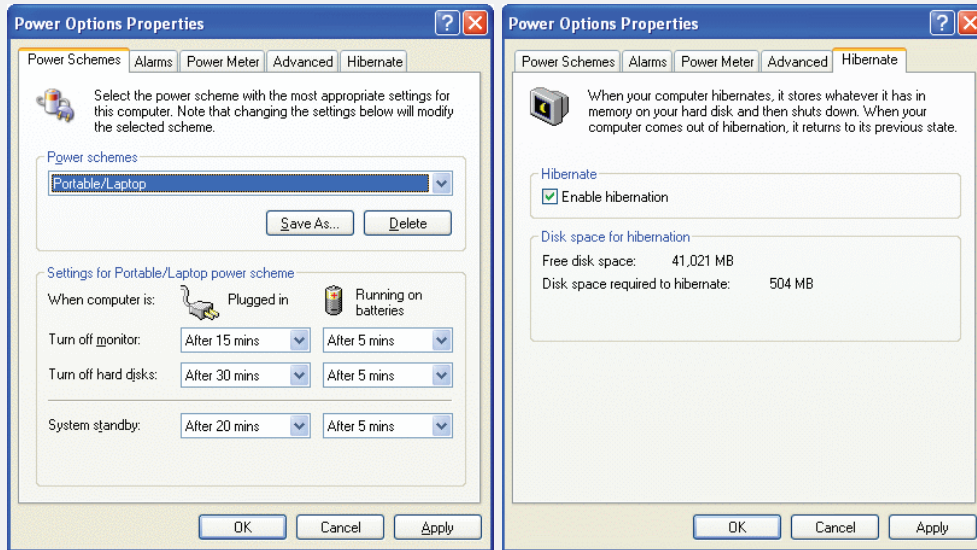 Power Options Properties
Power Schemes Alarms Power Meter Advanced Hibernate
Select the power scheme with the most appropriate settings for
this computer. Note that changing the settings below will modify
the selected scheme.
Power schemes
Portable/Laptop
Save As... Delete
Settings for Portable/Laptop power scheme
When computer is: Plugged in Running on
batteries
Turn off monitor: After 15 mins After 5 mins
Turn off hard disks: After 30 mins After 5 mins
System standby: After 20 mins After 5 mins
OK Cancel Apply
Power Options Properties
Power Schemes Alarms Power Meter Advanced Hibernate
When your computer hibernates, it stores whatever it has in
memory on your hard disk and then shuts down. When your
computer comes out of hibernation, it returns to its previous state.
Hibernate
Enable hibernation
Disk space for hibernation
Free disk space: 41,021 MB
Disk space required to hibernate: 504 MB
OK Cancel Apply